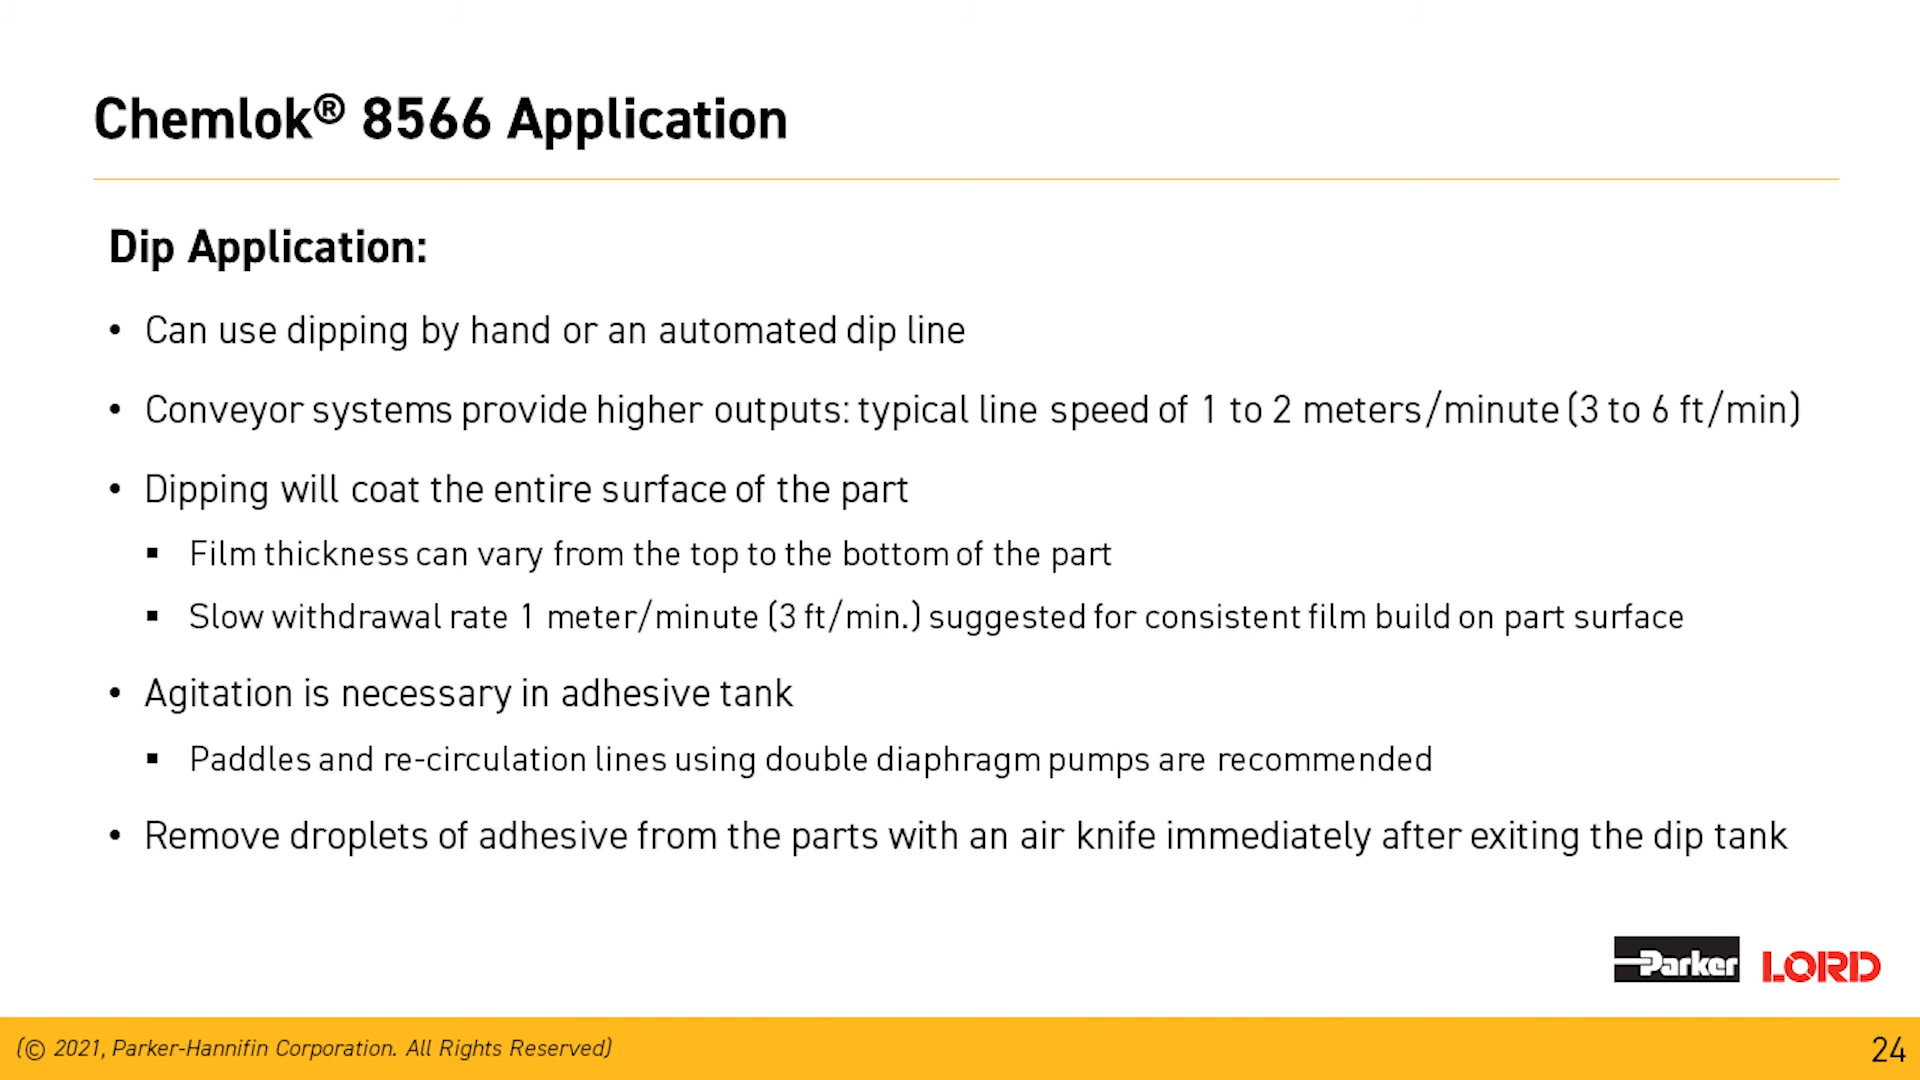 Chemlok® 8566 Application
Dip Application:
• Can use dipping by hand or an automated dip line
• Conveyor systems provide higher outputs: typical line speed of 1 to 2 meters/minute (3 to 6 ft/min)
• Dipping will coat the entire surface of the part
▪ Film thickness can vary from the top to the bottom of the part
▪ Slow withdrawal rate 1 meter/minute (3 ft/min.) suggested for consistent film build on part surface
• Agitation is necessary in adhesive tank
▪ Paddles and re-circulation lines using double diaphragm pumps are recommended
• Remove droplets of adhesive from the parts with an air knife immediately after exiting the dip tank
Parker LORD
(© 2021, Parker-Hannifin Corporation. All Rights Reserved)
24